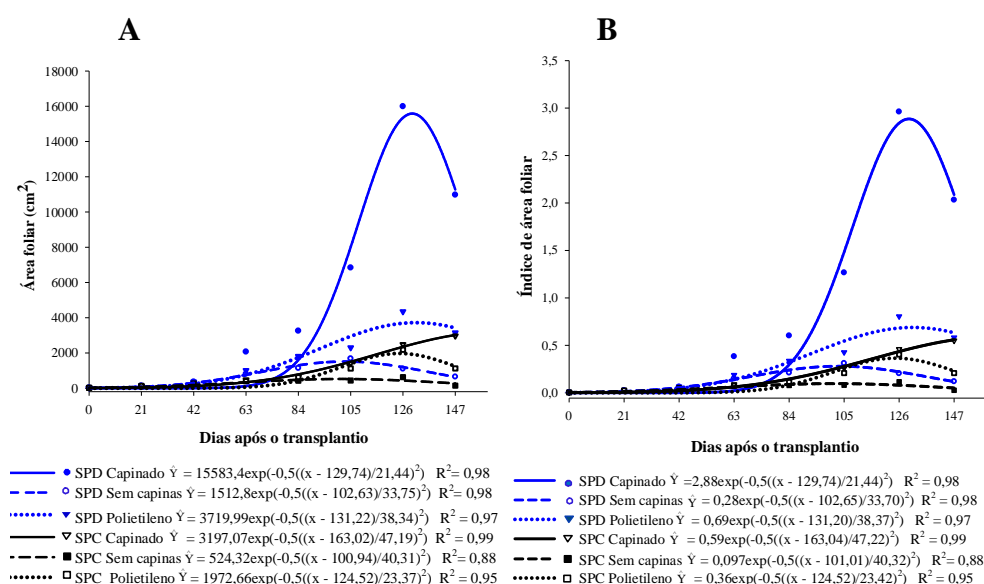 A
18000
16000
14000
12000
10000
8000
6000
4000
2000
0
Área foliar (cm²)
0 21 42 63 84 105 126 147
Dias após o transplantio
SPD Capinado Ŷ = 15583,4exp(-0,5((x - 129,74)/21,44)²) R²= 0,98
SPD Sem capinas Ŷ = 1512,8exp(-0,5((x - 102,63)/33,75)²) R²= 0,98
SPD Polietileno Ŷ = 3719,99exp(-0,5((x - 131,22)/38,34)²) R²= 0,97
SPC Capinado Ŷ = 3197,07exp(-0,5((x - 163,02)/47,19)²) R²= 0,99
SPC Sem capinas Ŷ = 524,32exp(-0,5((x - 100,94)/40,31)²) R²= 0,88
SPC Polietileno Ŷ = 1972,66exp(-0,5((x - 124,52)/23,37)²) R²= 0,95
B
3,5
3,0
2,5
2,0
1,5
1,0
0,5
0,0
Índice de área foliar
0 21 42 63 84 105 126 147
Dias após o transplantio
SPD Capinado Ŷ =2,88exp(-0,5((x - 129,74)/21,44)²) R² = 0,98
SPD Sem capinas Ŷ = 0,28exp(-0,5((x - 102,65)/33,70)²) R² = 0,98
SPD Polietileno Ŷ = 0,69exp(-0,5((x - 131,20)/38,37)²) R² = 0,97
SPC Capinado Ŷ = 0,59exp(-0,5((x - 163,04)/47,22)²) R² = 0,99
SPC Sem capinas Ŷ = 0,097exp(-0,5((x - 101,01)/40,32)²) R² = 0,88
SPC Polietileno Ŷ = 0,36exp(-0,5((x - 124,52)/23,42)²) R² = 0,95